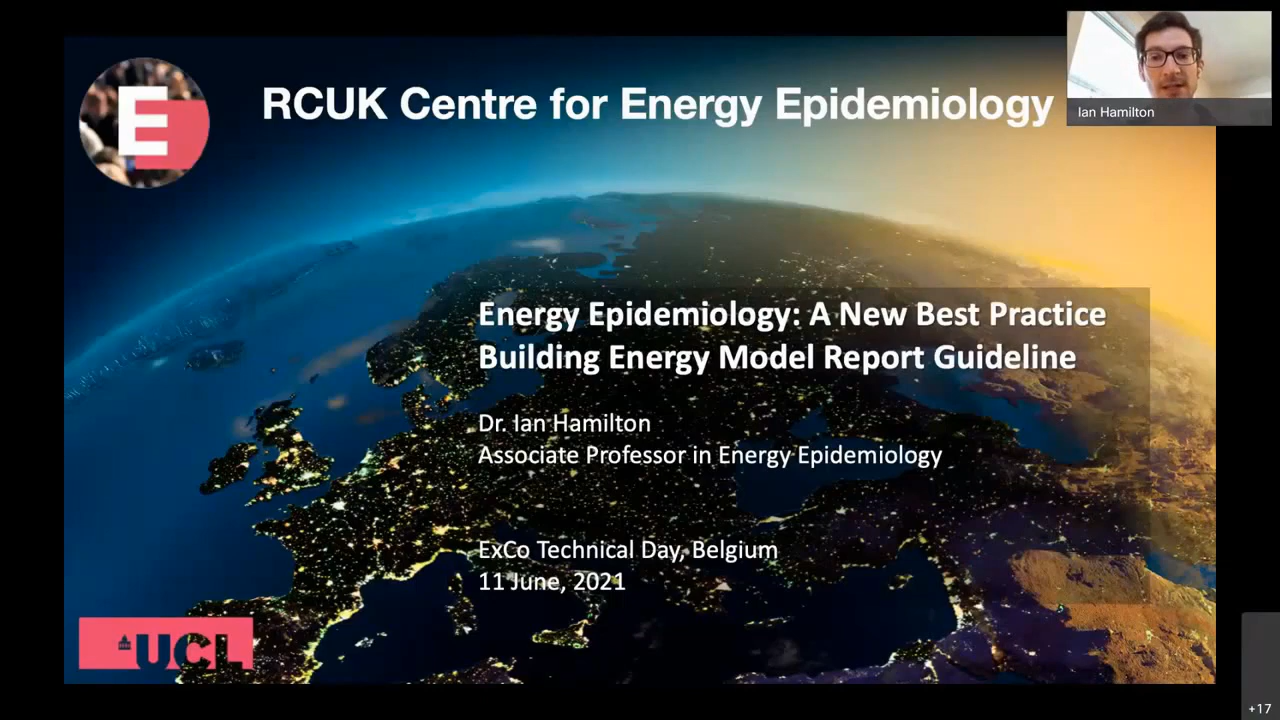 RCUK Centre for Energy Epidemiology
E
Ian Hamilton
Energy Epidemiology: A New Best Practice
Building Energy Model Report Guideline
Dr. Ian Hamilton
Associate Professor in Energy Epidemiology
ExCo Technical Day, Belgium
11 June, 2021
UCL
+17